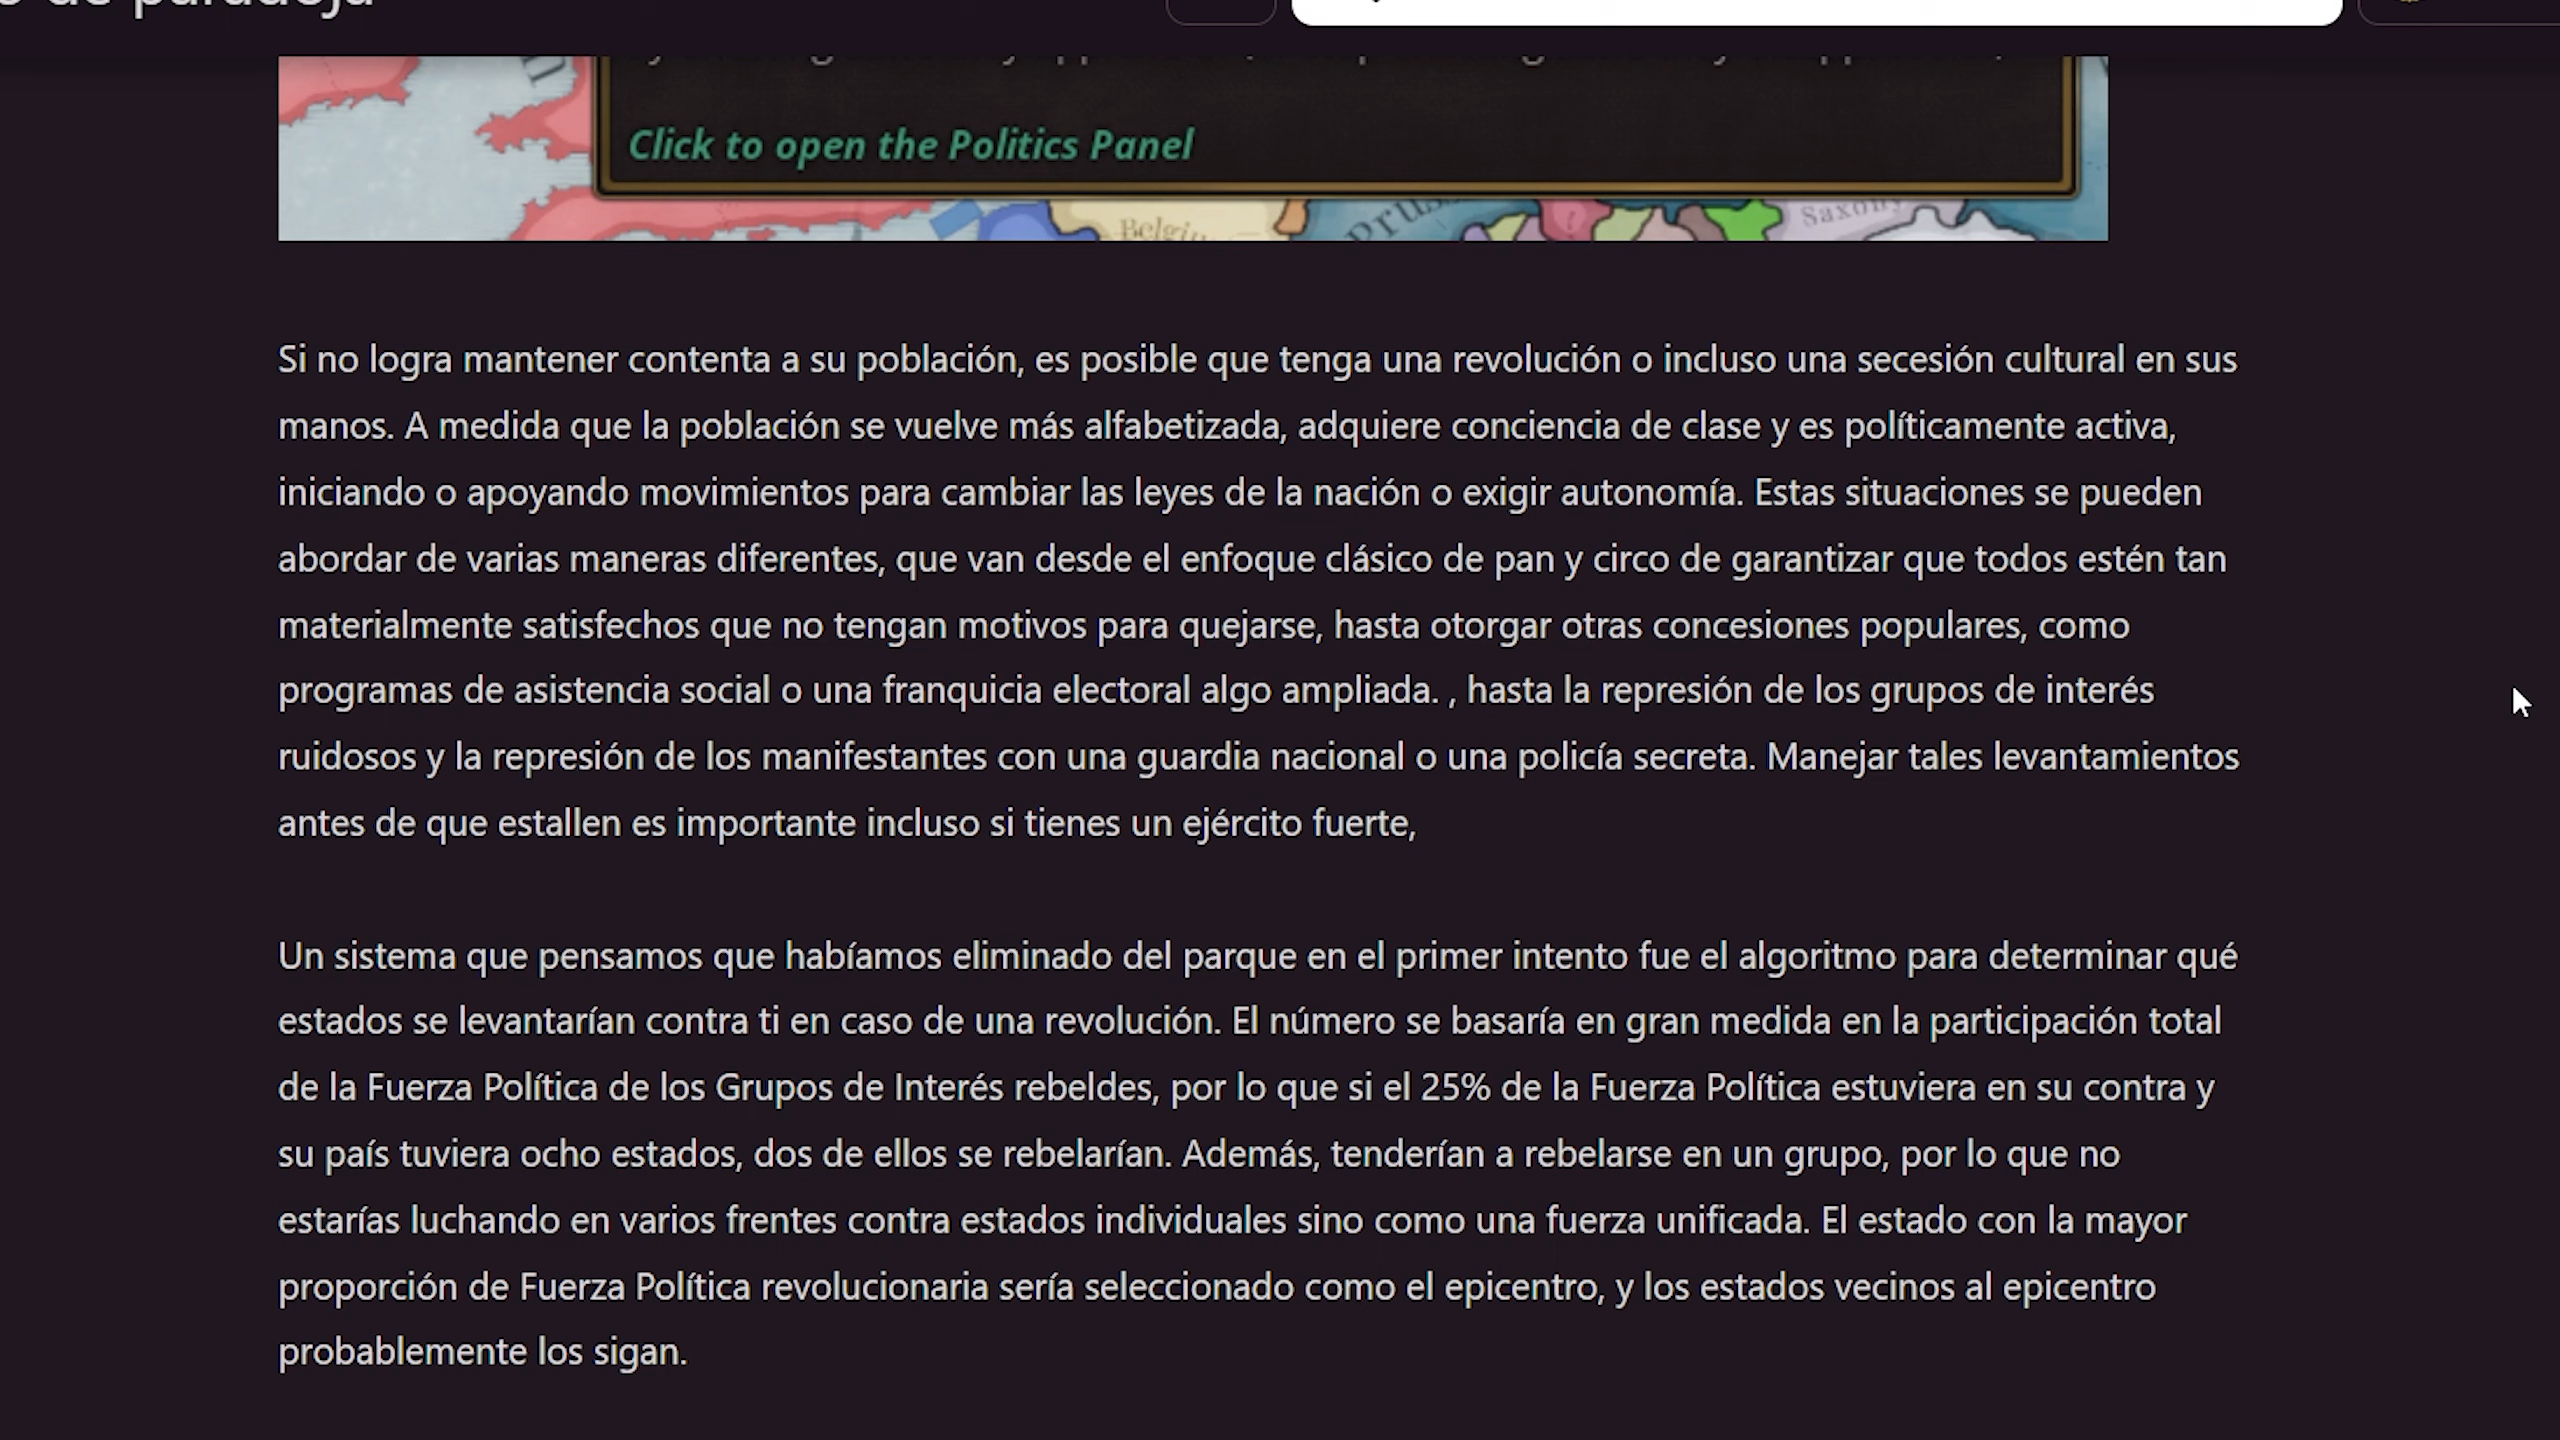 Click to open the Politics Panel
Belgiu
Prus
Saxony
Si no logra mantener contenta a su población, es posible que tenga una revolución o incluso una secesión cultural en sus
manos. A medida que la población se vuelve más alfabetizada, adquiere conciencia de clase y es políticamente activa,
iniciando o apoyando movimientos para cambiar las leyes de la nación o exigir autonomía. Estas situaciones se pueden
abordar de varias maneras diferentes, que van desde el enfoque clásico de pan y circo de garantizar que todos estén tan
materialmente satisfechos que no tengan motivos para quejarse, hasta otorgar otras concesiones populares, como
programas de asistencia social o una franquicia electoral algo ampliada. , hasta la represión de los grupos de interés
ruidosos y la represión de los manifestantes con una guardia nacional o una policía secreta. Manejar tales levantamientos
antes de que estallen es importante incluso si tienes un ejército fuerte,
Un sistema que pensamos que habíamos eliminado del parque en el primer intento fue el algoritmo para determinar qué
estados se levantarían contra ti en caso de una revolución. El número se basaría en gran medida en la participación total
de la Fuerza Política de los Grupos de Interés rebeldes, por lo que si el 25% de la Fuerza Política estuviera en su contra y
su país tuviera ocho estados, dos de ellos se rebelarían. Además, tenderían a rebelarse en un grupo, por lo que no
estarías luchando en varios frentes contra estados individuales sino como una fuerza unificada. El estado con la mayor
proporción de Fuerza Política revolucionaria sería seleccionado como el epicentro, y los estados vecinos al epicentro
probablemente los sigan.